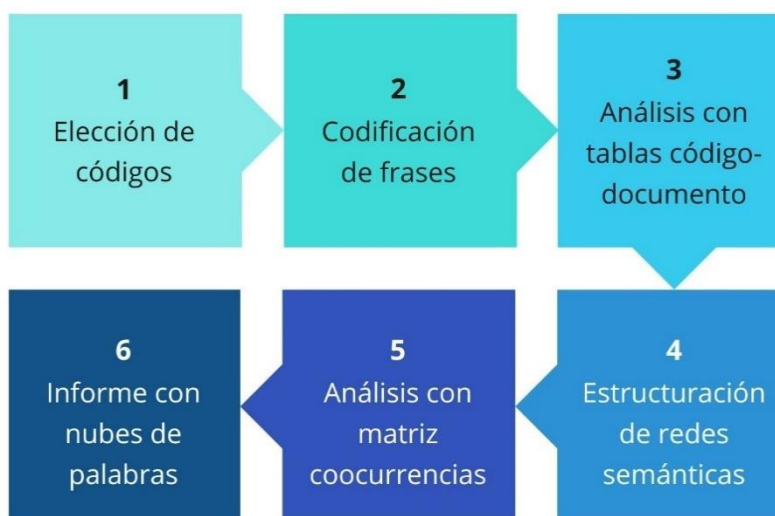 1
Elección de
códigos
2
Codificación
de frases
3
Análisis con
tablas código-
documento
4
Estructuración
de redes
semánticas
5
Análisis con
matriz
coocurrencias
6
Informe con
nubes de
palabras